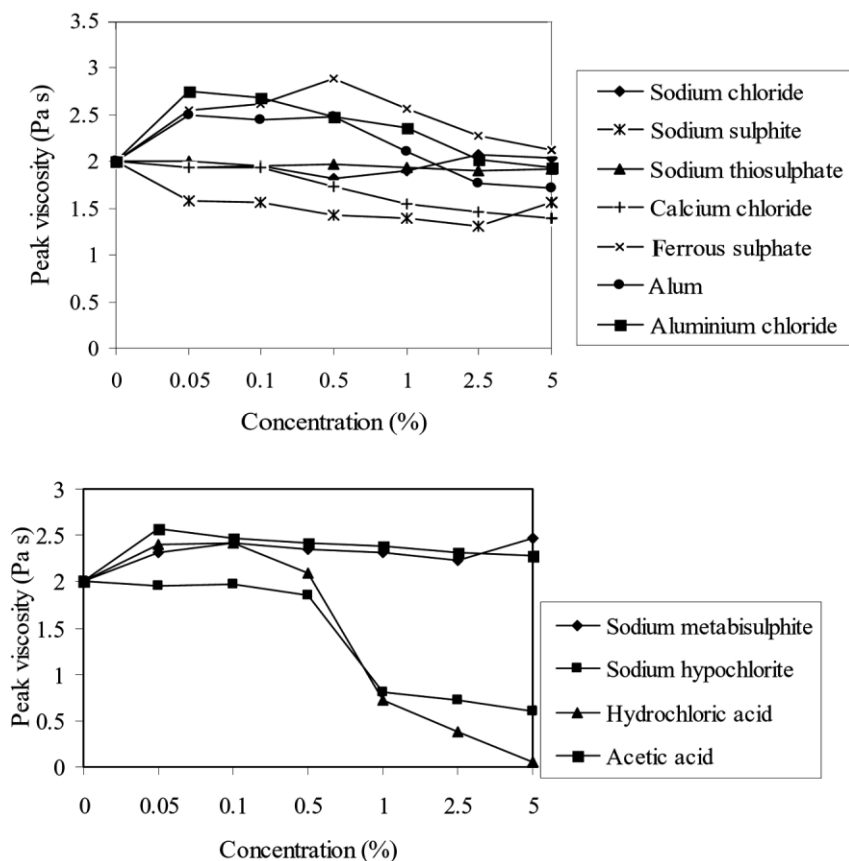 3.5
3
2.5
2
1.5
1
0.5
0
Peak viscosity (Pa s)
0 0.05 0.1 0.5 1 2.5 5
Concentration (%)
Sodium chloride
Sodium sulphite
Sodium thiosulphate
Calcium chloride
Ferrous sulphate
Alum
Aluminium chloride
3
2.5
2
1.5
1
0.5
0
Peak viscosity (Pa s)
0 0.05 0.1 0.5 1 2.5 5
Concentration (%)
Sodium metabisulphite
Sodium hypochlorite
Hydrochloric acid
Acetic acid